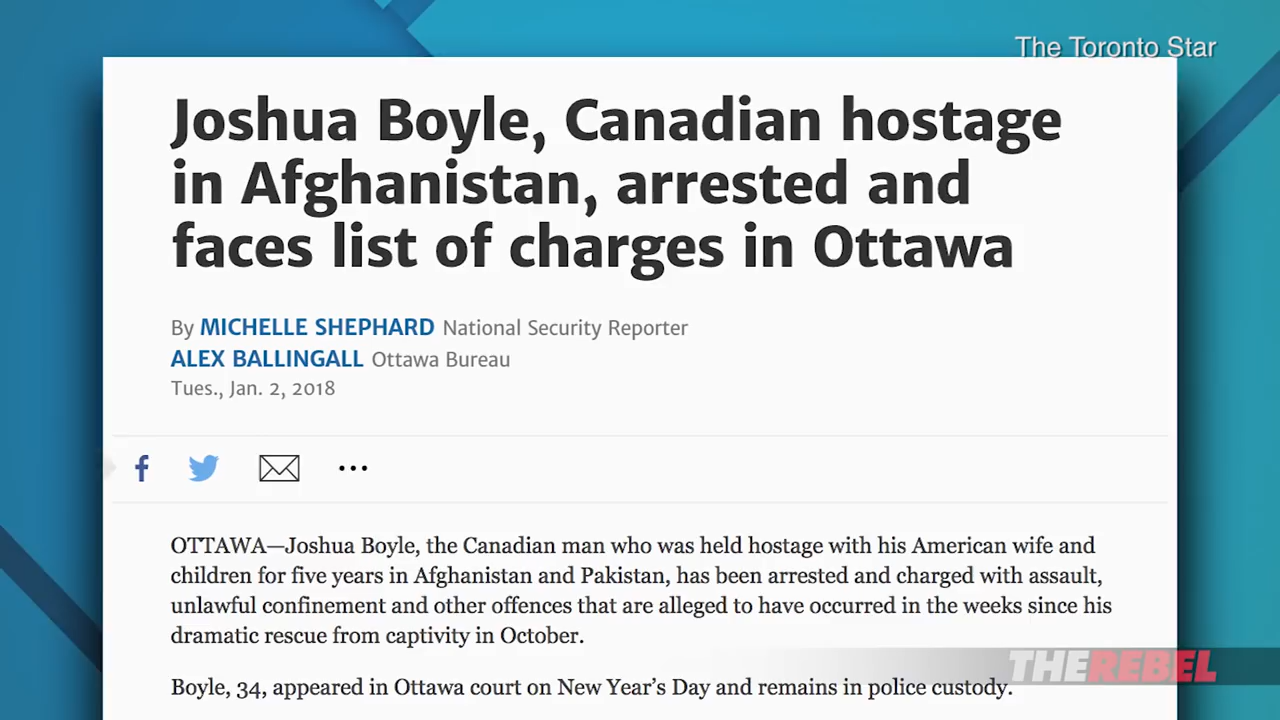 The Toronto Star
Joshua Boyle, Canadian hostage
in Afghanistan, arrested and
faces list of charges in Ottawa
By MICHELLE SHEPHARD National Security Reporter
ALEX BALLINGALL Ottawa Bureau
Tues., Jan. 2, 2018
OTTAWA—Joshua Boyle, the Canadian man who was held hostage with his American wife and
children for five years in Afghanistan and Pakistan, has been arrested and charged with assault,
unlawful confinement and other offences that are alleged to have occurred in the weeks since his
dramatic rescue from captivity in October.
Boyle, 34, appeared in Ottawa court on New Year’s Day and remains in police custody.
THE REBEL